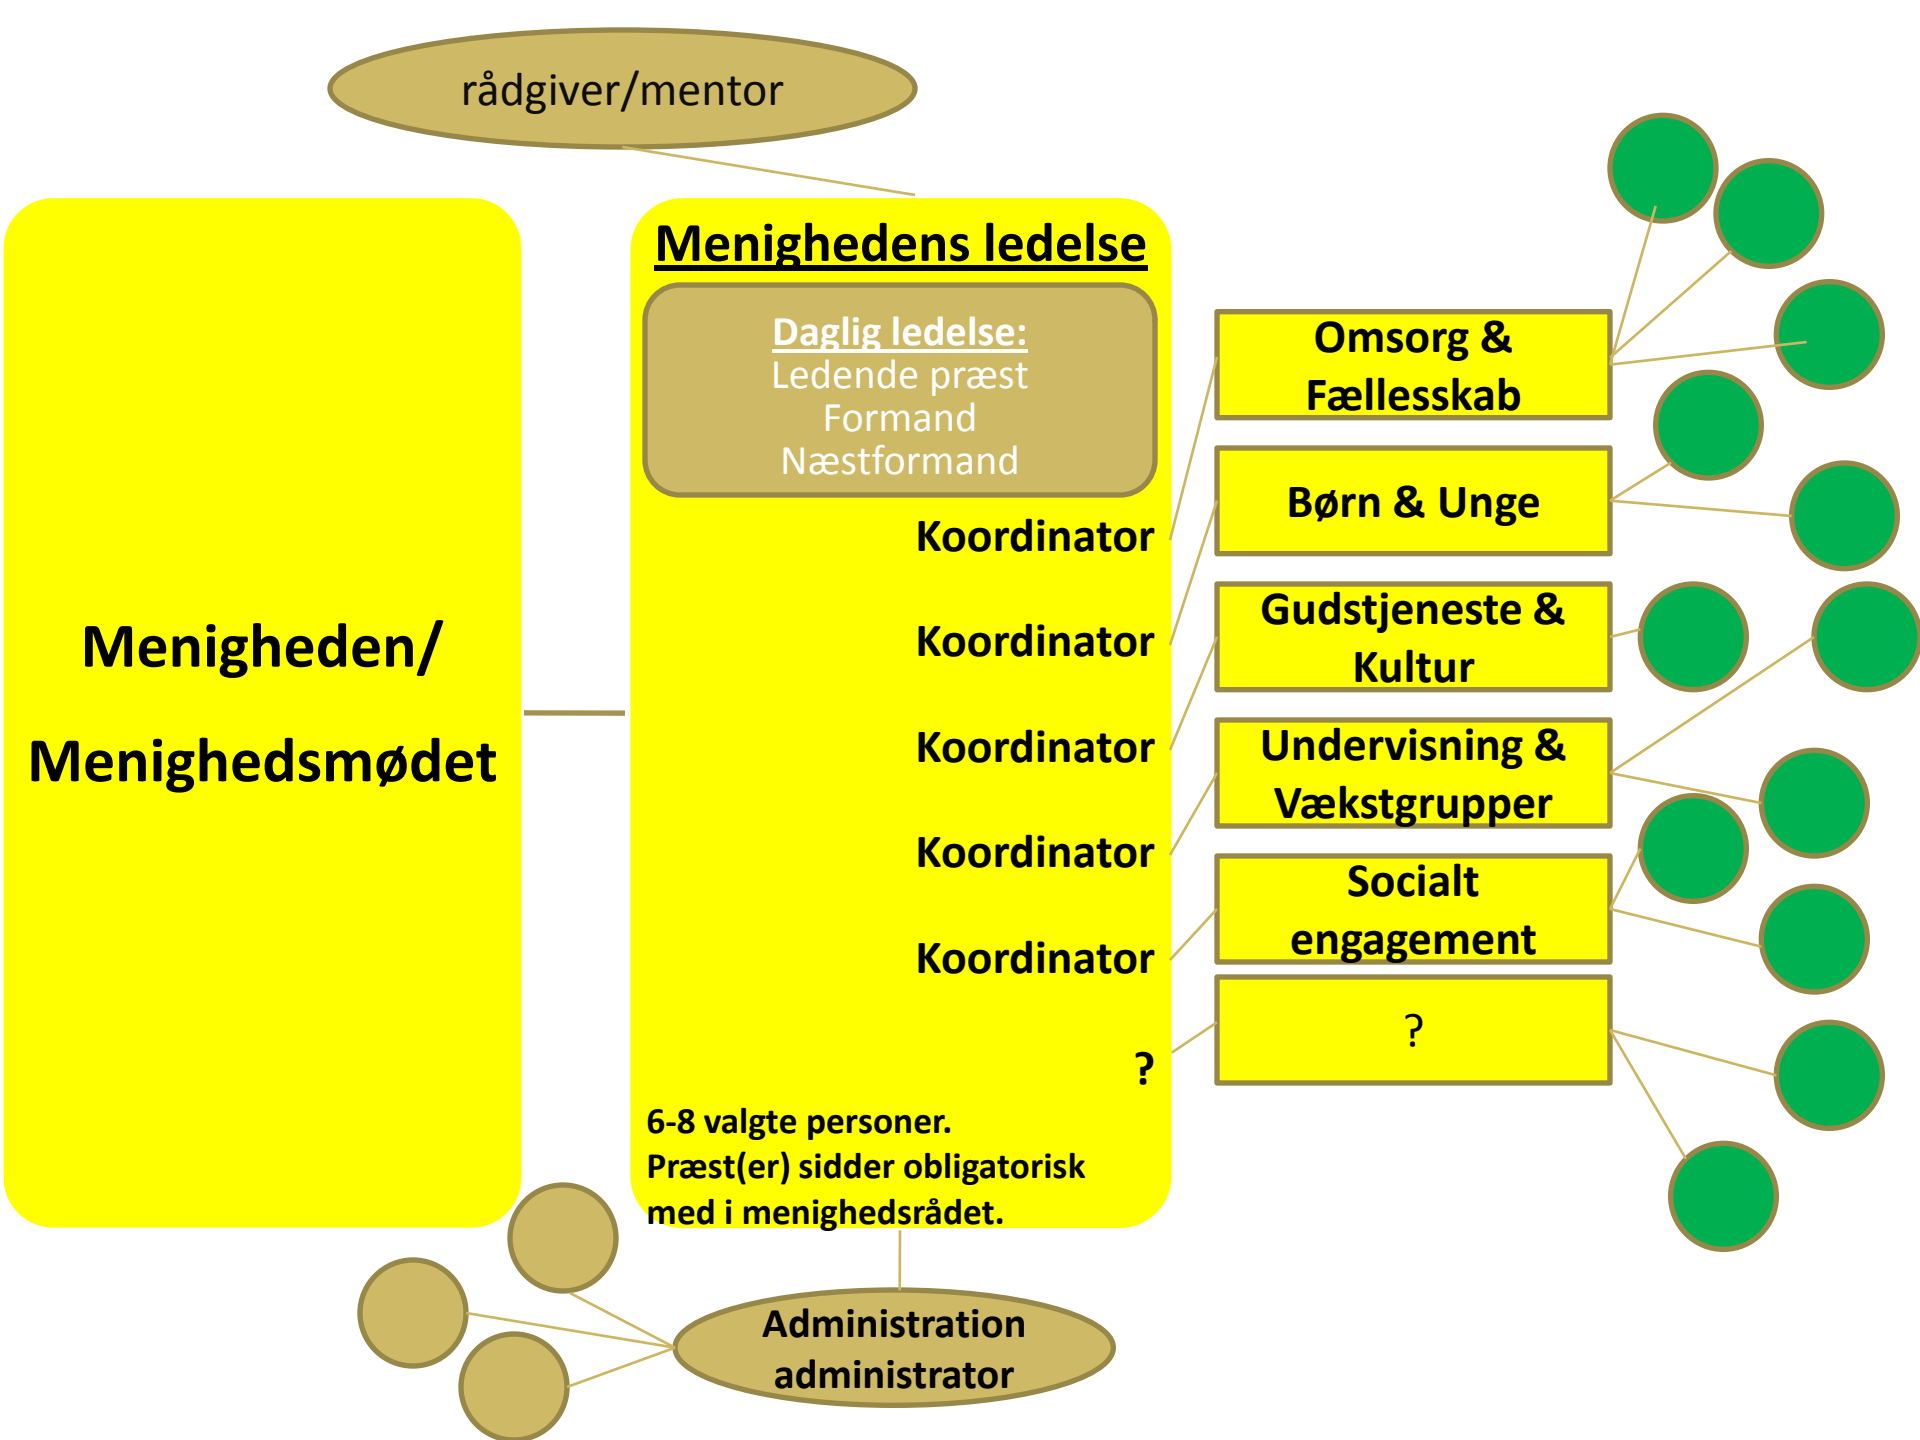 rådgiver/mentor
Menigheden/
Menighedsmødet
Menighedens ledelse
Daglig ledelse:
Ledende præst
Formand
Næstformand
Koordinator
Koordinator
Koordinator
Koordinator
Koordinator
?
6-8 valgte personer.
Præst(er) sidder obligatorisk
med i menighedsrådet.
Omsorg &
Fællesskab
Børn & Unge
Gudstjeneste &
Kultur
Undervisning &
Vækstgrupper
Socialt
engagement
?
Administration
administrator